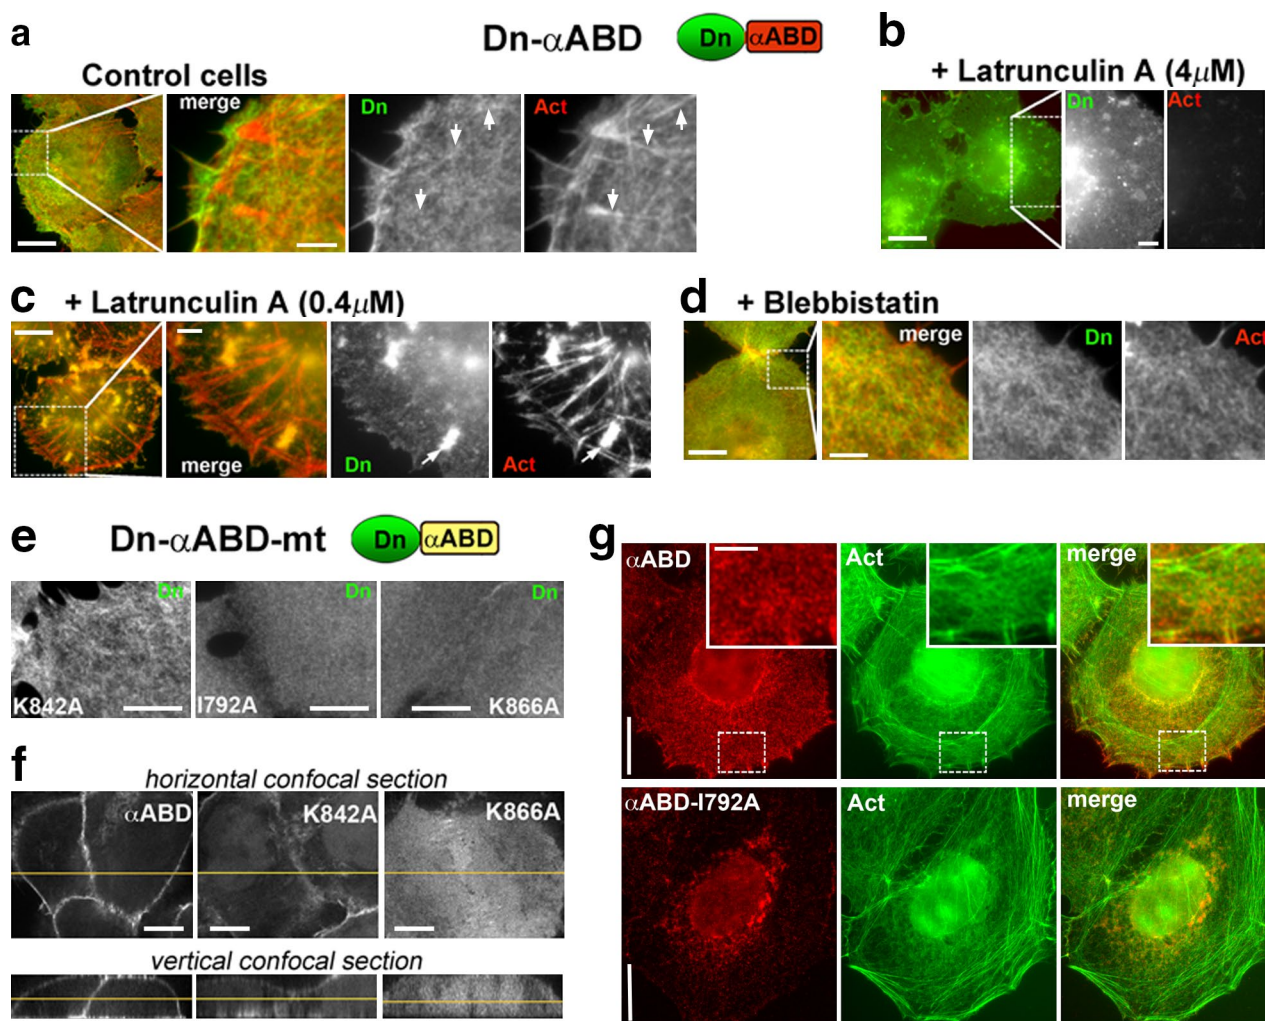 a
Dn-αABD
Dn
αABD
Control cells
merge
Dn
Act
b
+ Latrunculin A (4μM)
Dn
Act
c
+ Latrunculin A (0.4μM)
merge
Dn
Act
d
+ Blebbistatin
merge
Dn
Act
e
Dn-αABD-mt
Dn
αABD
Dn
Dn
Dn
K842A
I792A
K866A
f
horizontal confocal section
αABD
K842A
K866A
vertical confocal section
g
αABD
Act
merge
αABD-I792A
Act
merge